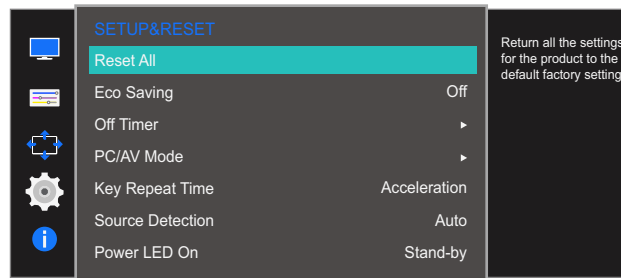 SETUP&RESET
Reset All
Eco Saving Off
Off Timer ▸
PC/AV Mode ▸
Key Repeat Time Acceleration
Source Detection Auto
Power LED On Stand-by
Return all the settings
for the product to the
default factory setting